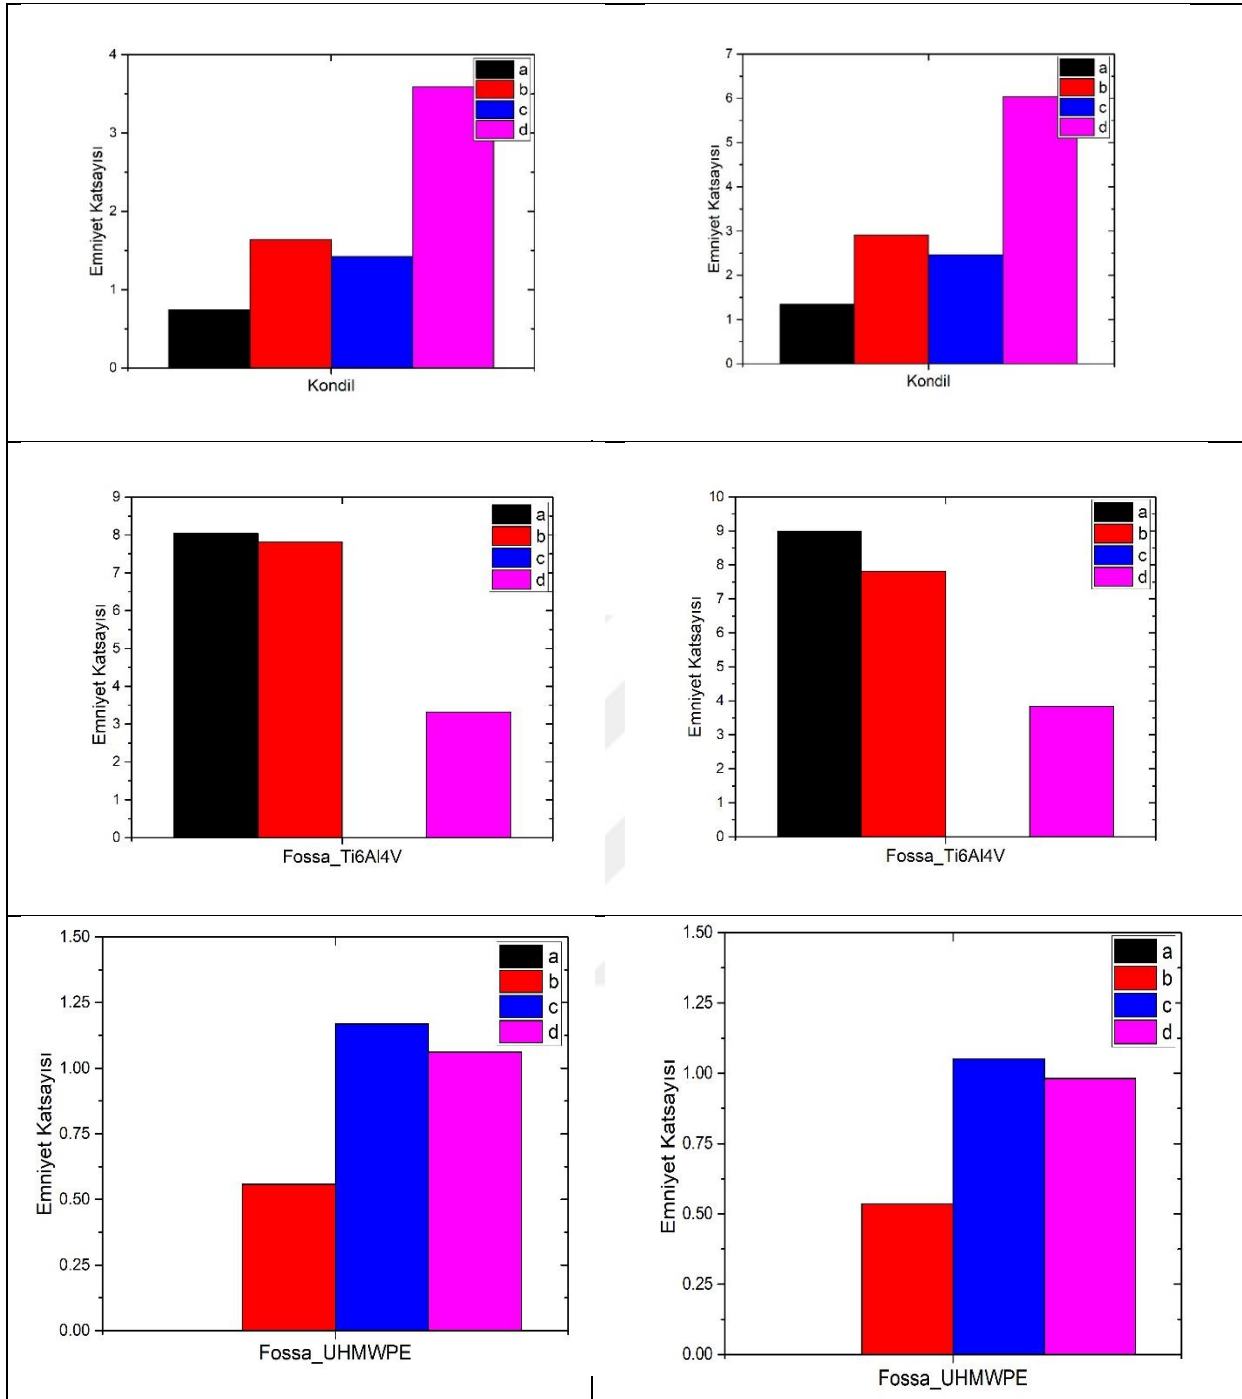 4
3
2
1
0
Emniyet Katsayısı
a
b
c
d
Kondil
7
6
5
4
3
2
1
0
Emniyet Katsayısı
a
b
c
d
Kondil
9
8
7
6
5
4
3
2
1
0
Emniyet Katsayısı
a
b
c
d
Fossa_Ti6Al4V
10
9
8
7
6
5
4
3
2
1
0
Emniyet Katsayısı
a
b
c
d
Fossa_Ti6Al4V
1.50
1.25
1.00
0.75
0.50
0.25
0.00
Emniyet Katsayısı
a
b
c
d
Fossa_UHMWPE
1.50
1.25
1.00
0.75
0.50
0.25
0.00
Emniyet Katsayısı
a
b
c
d
Fossa_UHMWPE